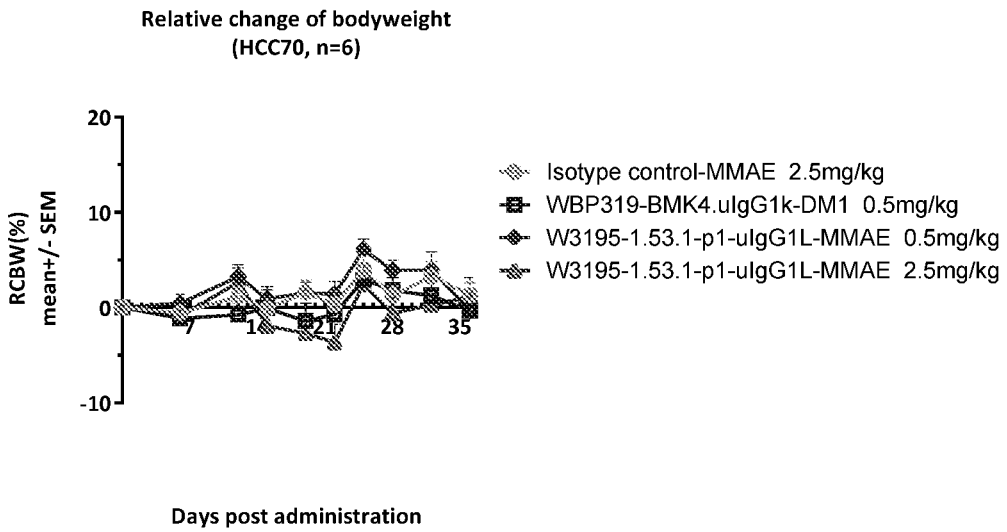 Relative change of bodyweight
(HCC70, n=6)
RCBW(%)
mean+/- SEM
20
10
0
-10
7
14
21
28
35
Isotype control-MMAE 2.5mg/kg
WBP319-BMK4.uIgG1k-DM1 0.5mg/kg
W3195-1.53.1-p1-uIgG1L-MMAE 0.5mg/kg
W3195-1.53.1-p1-uIgG1L-MMAE 2.5mg/kg
Days post administration